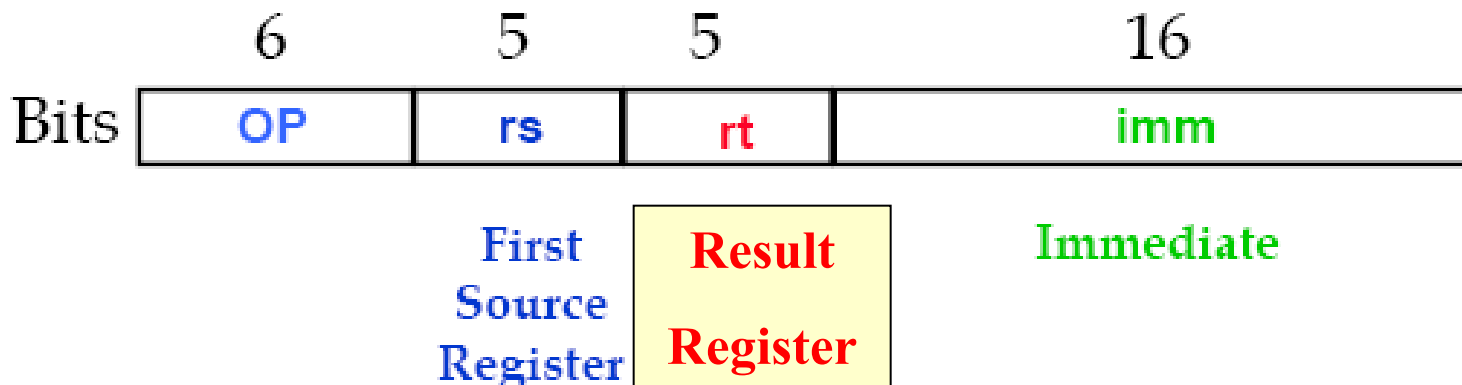 6 5 5 16
Bits OP rs rt imm
First Result Immediate
Source
Register Register